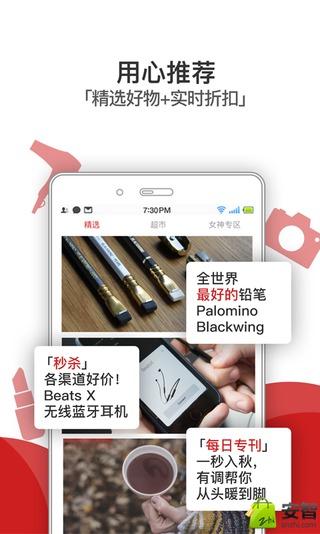 用心推荐
「精选好物+实时折扣」
7:30PM
精选
超市
女神专区
全世界
最好的铅笔
Palomino
Blackwing
「秒杀」
各渠道好价！
Beats X
无线蓝牙耳机
「每日专刊」
一秒入秋，
有调帮你
从头暖到脚
安智
anzhi.com